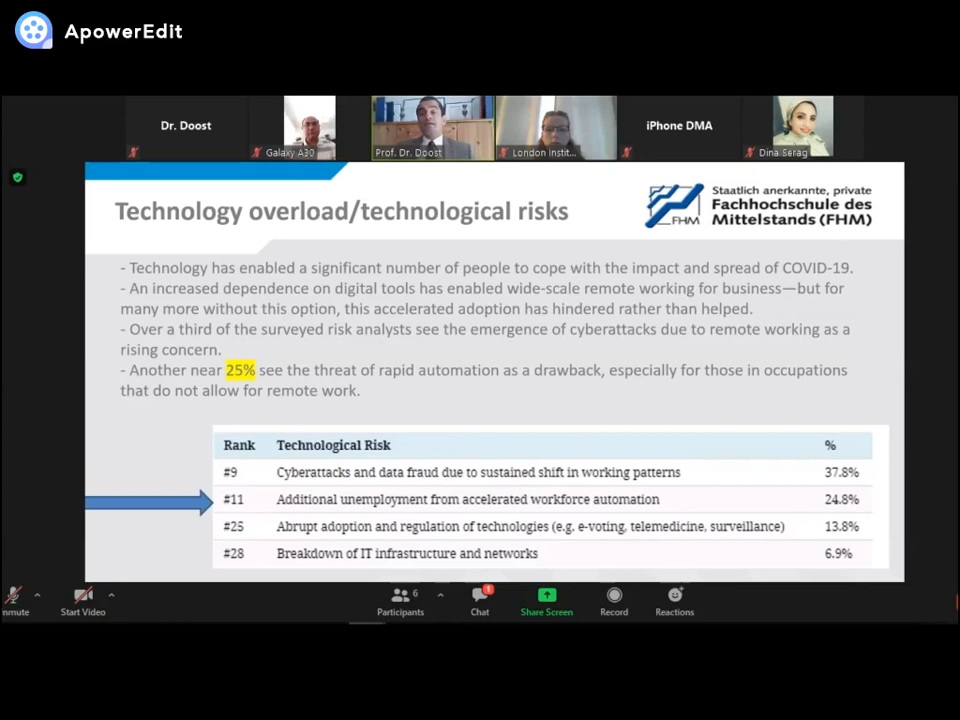 ApowerEdit
Dr. Doost
Galaxy A30
Prof. Dr. Doost
London Instit...
iPhone DMA
Dina Serag
Technology overload/technological risks
FHM
Staatlich anerkannte, private
Fachhochschule des
Mittelstands (FHM)
- Technology has enabled a significant number of people to cope with the impact and spread of COVID-19.
- An increased dependence on digital tools has enabled wide-scale remote working for business—but for
many more without this option, this accelerated adoption has hindered rather than helped.
- Over a third of the surveyed risk analysts see the emergence of cyberattacks due to remote working as a
rising concern.
- Another near 25% see the threat of rapid automation as a drawback, especially for those in occupations
that do not allow for remote work.
Rank Technological Risk %
#9 Cyberattacks and data fraud due to sustained shift in working patterns 37.8%
#11 Additional unemployment from accelerated workforce automation 24.8%
#25 Abrupt adoption and regulation of technologies (e.g. e-voting, telemedicine, surveillance) 13.8%
#28 Breakdown of IT infrastructure and networks 6.9%
nmute
Start Video
6
Participants
1
Chat
Share Screen
Record
Reactions